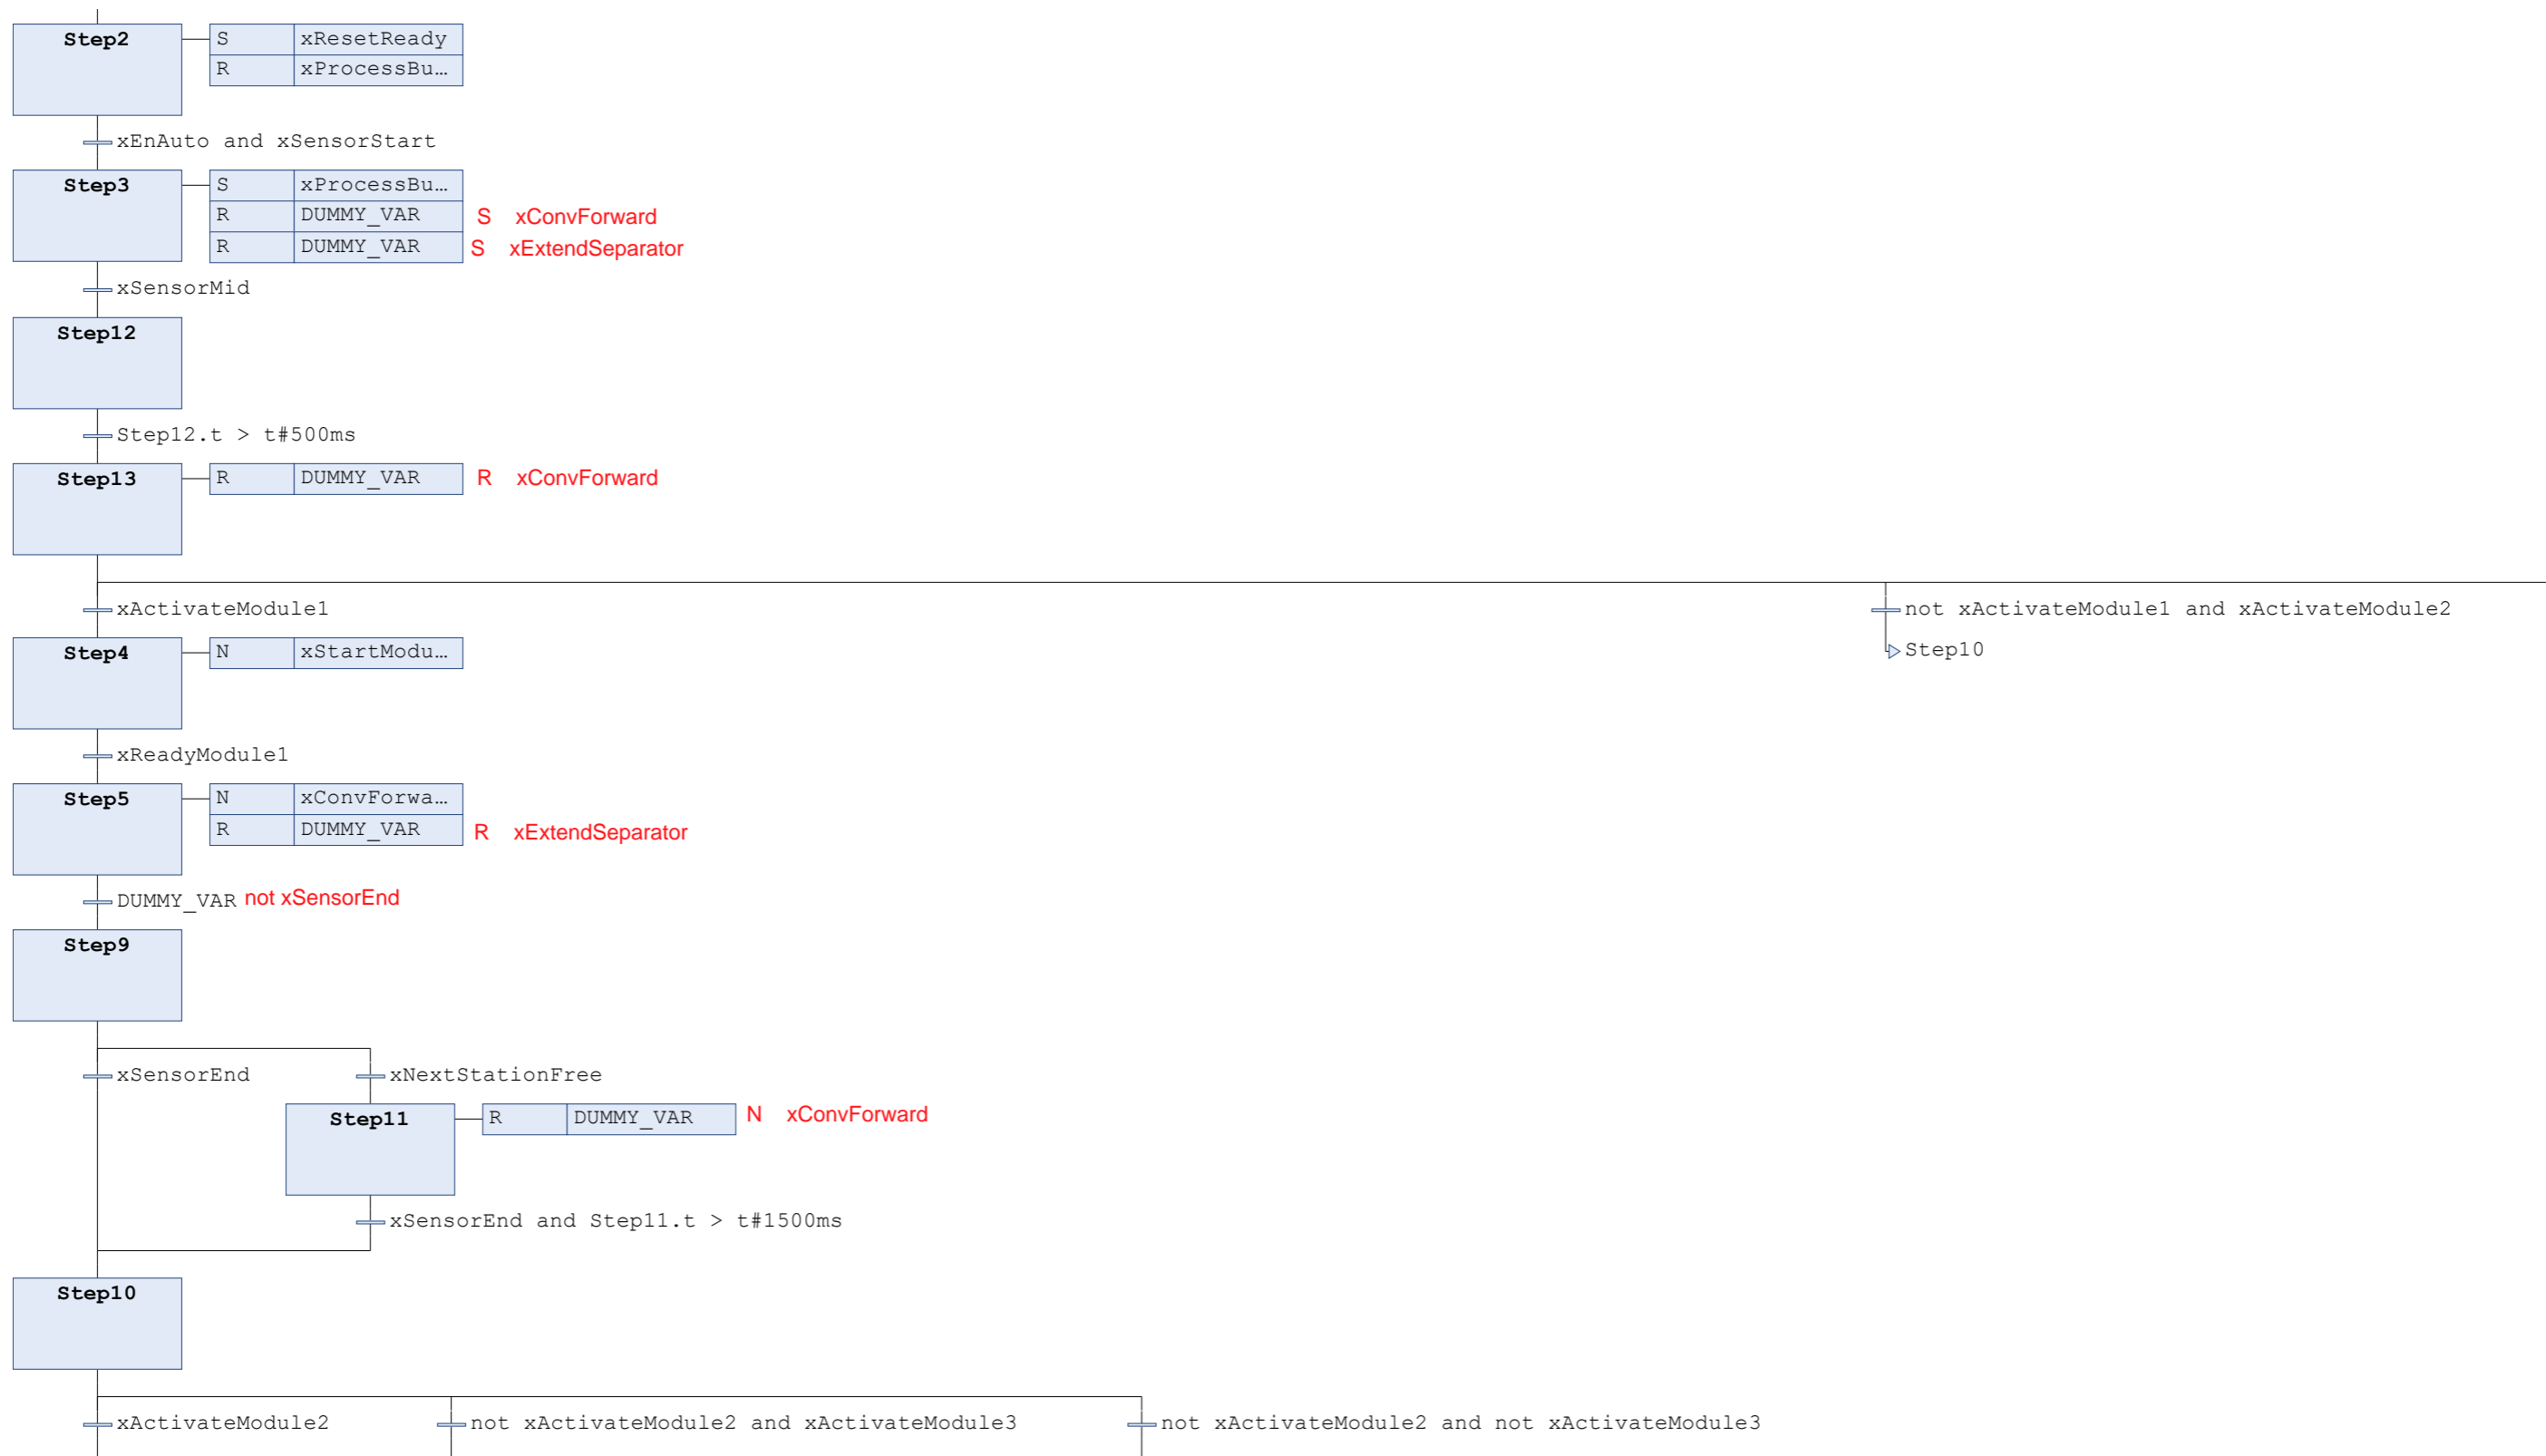 Step2 S xResetReady
R xProcessBu…
xEnAuto and xSensorStart
Step3 S xProcessBu…
R DUMMY_VAR S xConvForward
R DUMMY_VAR S xExtendSeparator
xSensorMid
Step12
Step12.t > t#500ms
Step13 R DUMMY_VAR R xConvForward
xActivateModule1 not xActivateModule1 and xActivateModule2
Step4 N xStartModu… Step10
xReadyModule1
Step5 N xConvForwa…
R DUMMY_VAR R xExtendSeparator
DUMMY_VAR not xSensorEnd
Step9
xSensorEnd xNextStationFree
Step11 R DUMMY_VAR N xConvForward
xSensorEnd and Step11.t > t#1500ms
Step10
xActivateModule2 not xActivateModule2 and xActivateModule3 not xActivateModule2 and not xActivateModule3